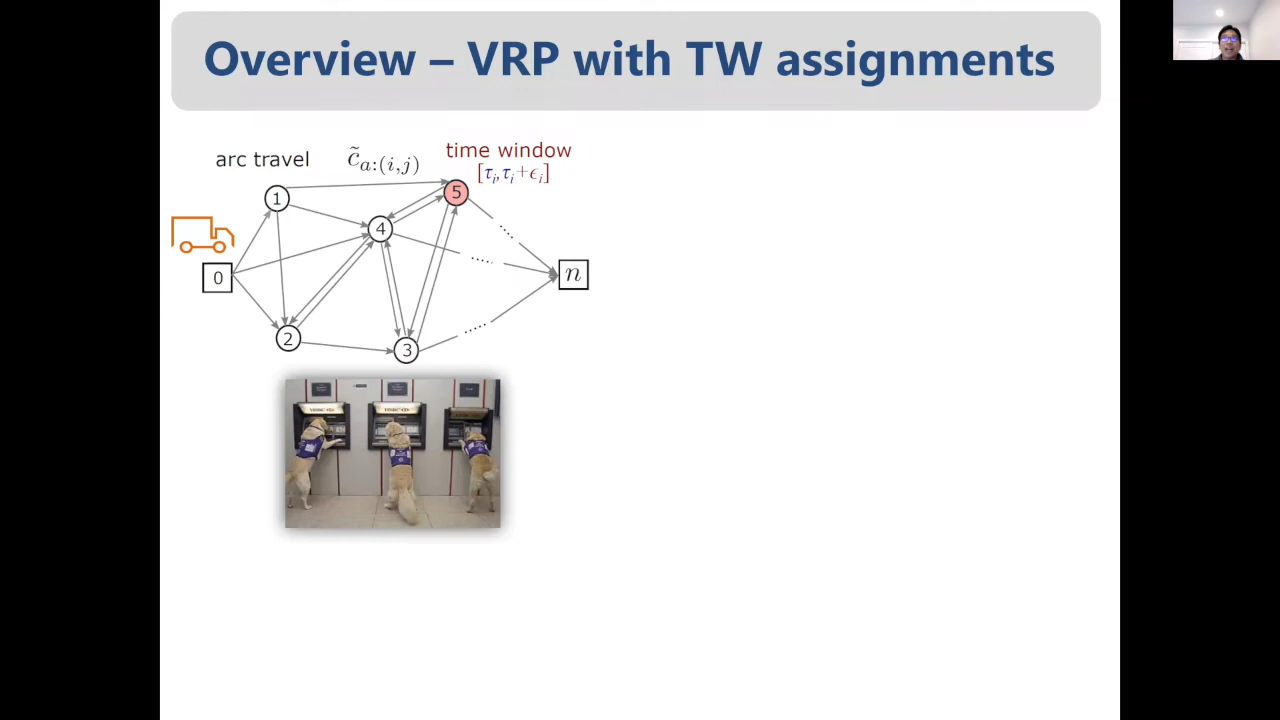 Overview – VRP with TW assignments
arc travel
c̃ₐ:(i,j)
time window
[τᵢ,τᵢ+ϵᵢ]
1
5
4
0
n
2
3